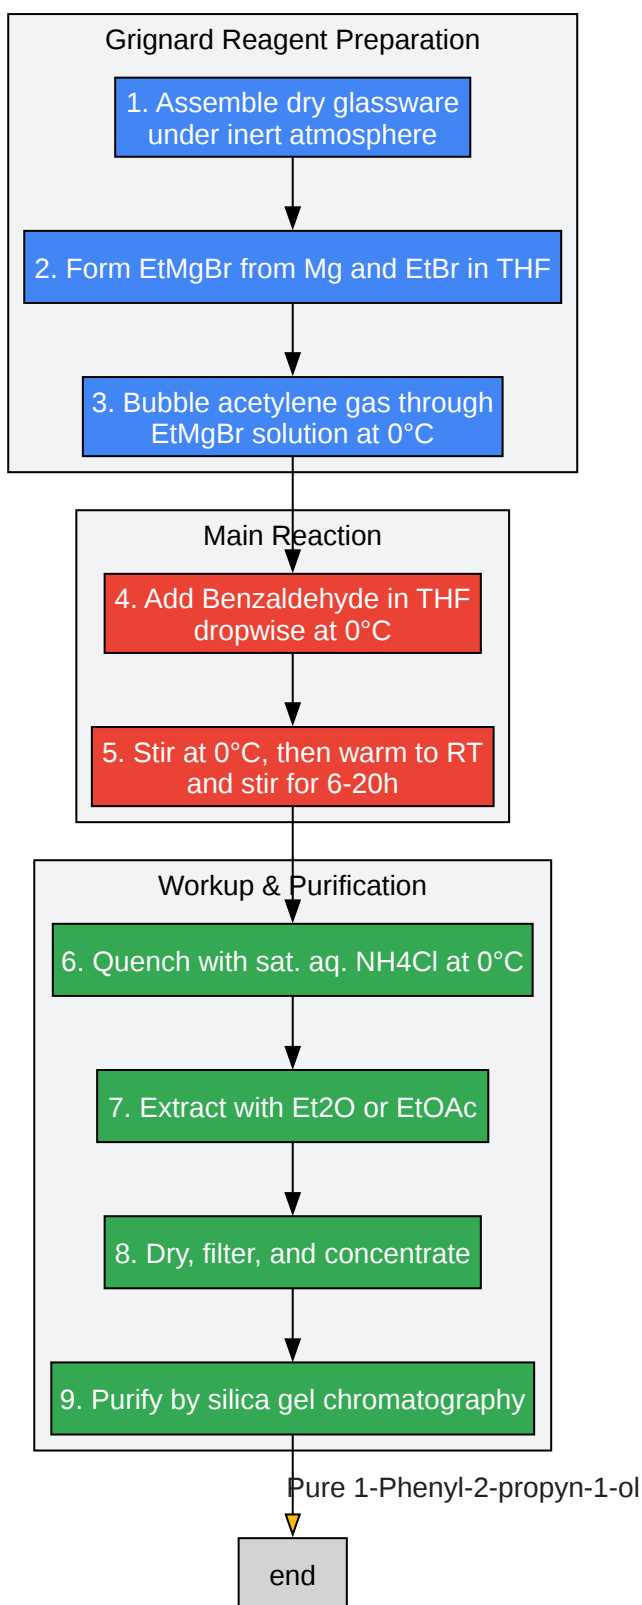 Grignard Reagent Preparation
1. Assemble dry glassware
under inert atmosphere
2. Form EtMgBr from Mg and EtBr in THF
3. Bubble acetylene gas through
EtMgBr solution at 0°C
Main Reaction
4. Add Benzaldehyde in THF
dropwise at 0°C
5. Stir at 0°C, then warm to RT
and stir for 6-20h
Workup & Purification
6. Quench with sat. aq. NH4Cl at 0°C
7. Extract with Et2O or EtOAc
8. Dry, filter, and concentrate
9. Purify by silica gel chromatography
Pure 1-Phenyl-2-propyn-1-ol
end